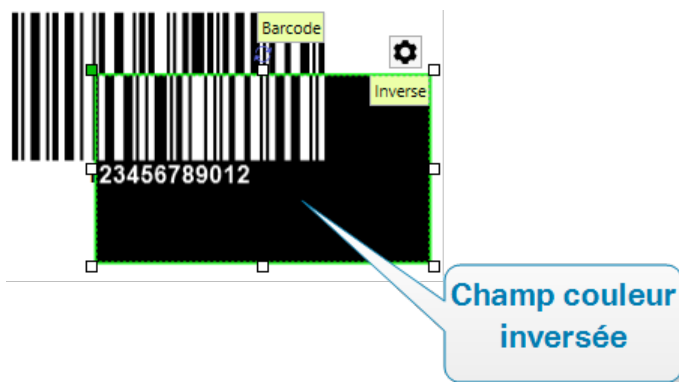 Barcode
Inverse
23456789012
Champ couleur
inversée